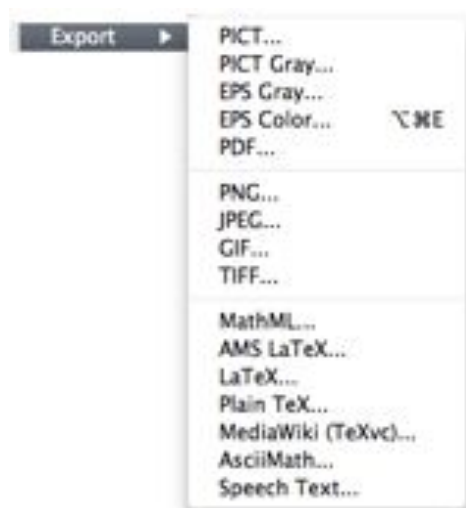 Export ▶
PICT...
PICT Gray...
EPS Gray...
EPS Color... ⌥⌘E
PDF...
PNG...
JPEG...
GIF...
TIFF...
MathML...
AMS LaTeX...
LaTeX...
Plain TeX...
MediaWiki (TeXvc)...
AsciiMath...
Speech Text...